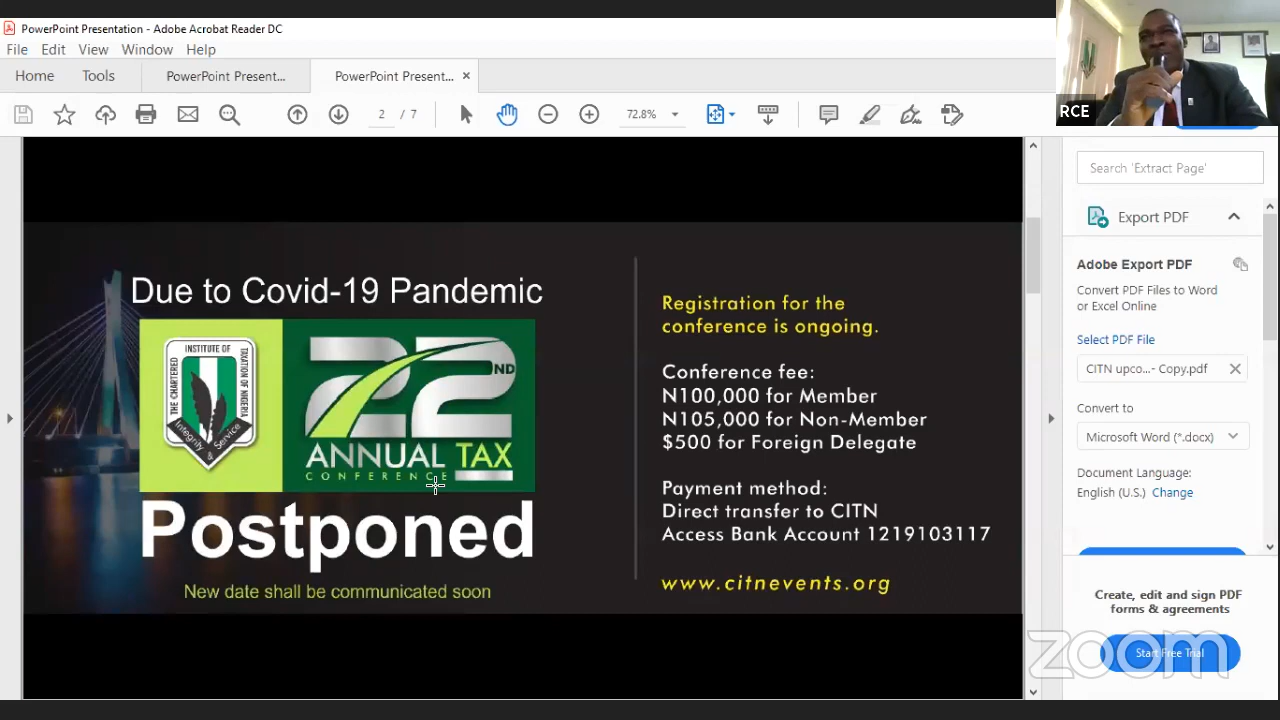 PowerPoint Presentation - Adobe Acrobat Reader DC
File Edit View Window Help
Home Tools PowerPoint Present... PowerPoint Present... ×
2 / 7 72.8%
RCE
Due to Covid-19 Pandemic
INSTITUTE OF
THE CHARTERED
TAXATION OF NIGERIA
Integrity & Service
22ND
ANNUAL TAX
CONFERENCE
Postponed
New date shall be communicated soon
Registration for the
conference is ongoing.
Conference fee:
N100,000 for Member
N105,000 for Non-Member
$500 for Foreign Delegate
Payment method:
Direct transfer to CITN
Access Bank Account 1219103117
www.citnevents.org
Search 'Extract Page'
Export PDF
Adobe Export PDF
Convert PDF Files to Word
or Excel Online
Select PDF File
CITN upco...- Copy.pdf
Convert to
Microsoft Word (*.docx)
Document Language:
English (U.S.) Change
Create, edit and sign PDF
forms & agreements
Start Free Trial
zoom